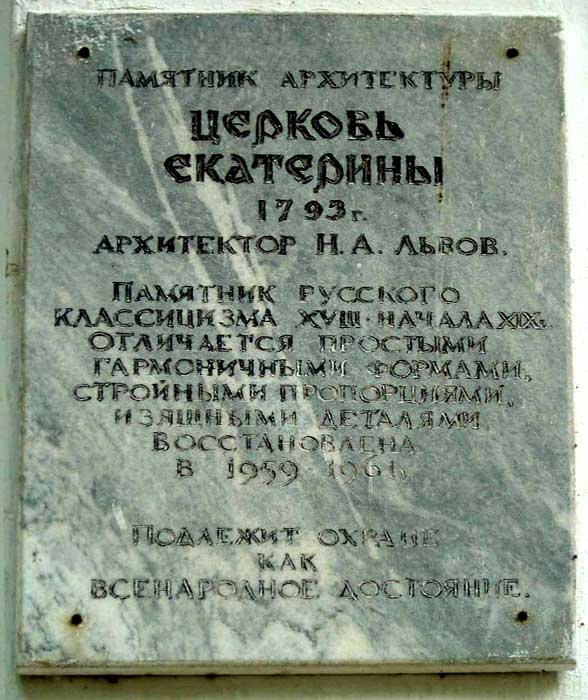 ПАМЯТНИК АРХИТЕКТУРЫ
ЦЕРКОВЬ
ЕКАТЕРИНЫ
1793 г.
АРХИТЕКТОР Н. А. ЛЬВОВ.
ПАМЯТНИК РУССКОГО
КЛАССИЦИЗМА XVIII - НАЧАЛА XIX в.
ОТЛИЧАЕТСЯ ПРОСТЫМИ
ГАРМОНИЧНЫМИ ФОРМАМИ,
СТРОЙНЫМИ ПРОПОРЦИЯМИ,
ИЗЯШНЫМИ ДЕТАЛЯМИ
ВОССТАНОВЛЕНА
В 1959-1961 г.
ПОДЛЕЖИТ ОХРАНЕ
КАК
ВСЕНАРОДНОЕ ДОСТОЯНИЕ.